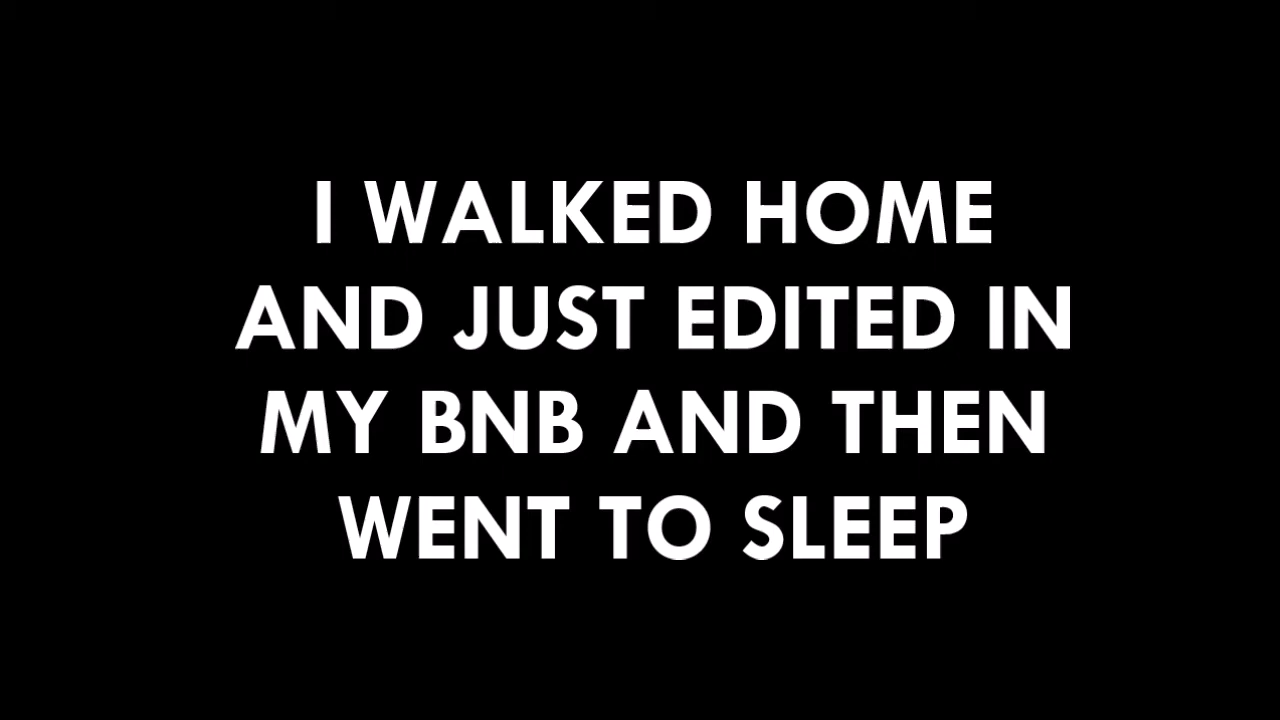 I WALKED HOME
AND JUST EDITED IN
MY BNB AND THEN
WENT TO SLEEP